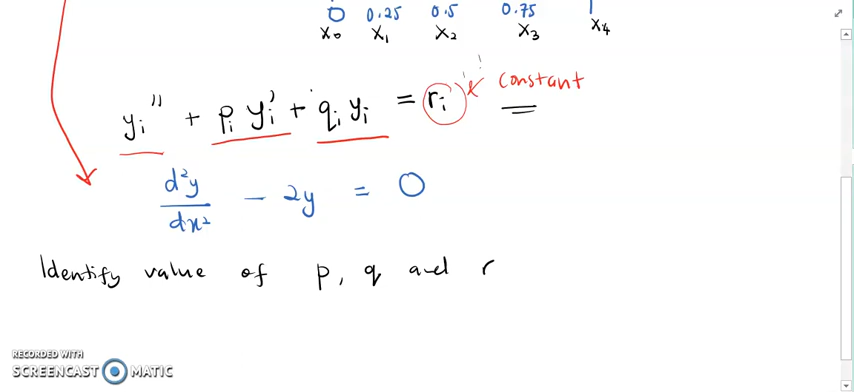 0 0.25 0.5 0.75 1
x₀ x₁ x₂ x₃ x₄
yᵢ'' + pᵢ yᵢ' + qᵢ yᵢ = rᵢ constant
d²y/dx² - 2y = 0
Identify value of p, q and r
RECORDED WITH
SCREENCAST MATIC